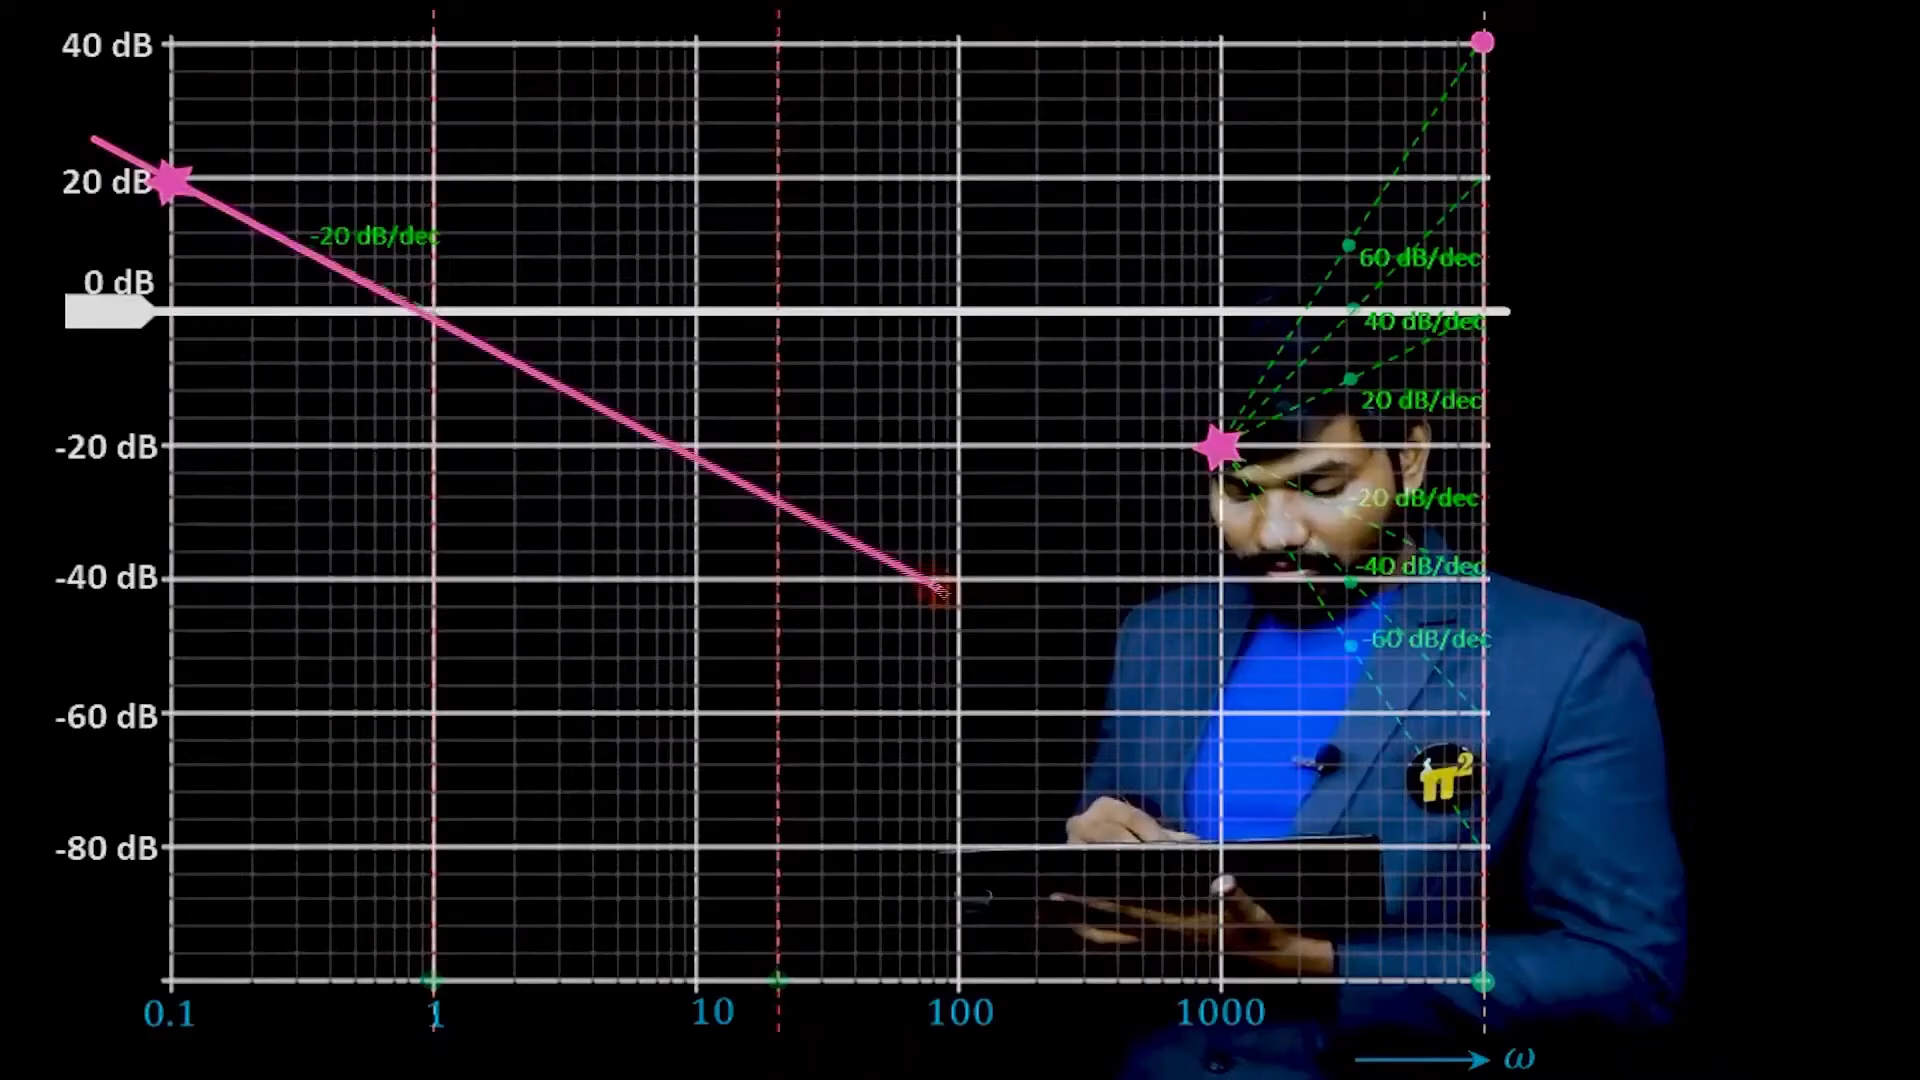 40 dB
20 dB
-20 dB/dec
60 dB/dec
0 dB
40 dB/dec
20 dB/dec
-20 dB
-20 dB/dec
-40 dB
-40 dB/dec
-60 dB/dec
-60 dB
π²
-80 dB
0.1 1 10 100 1000
ω